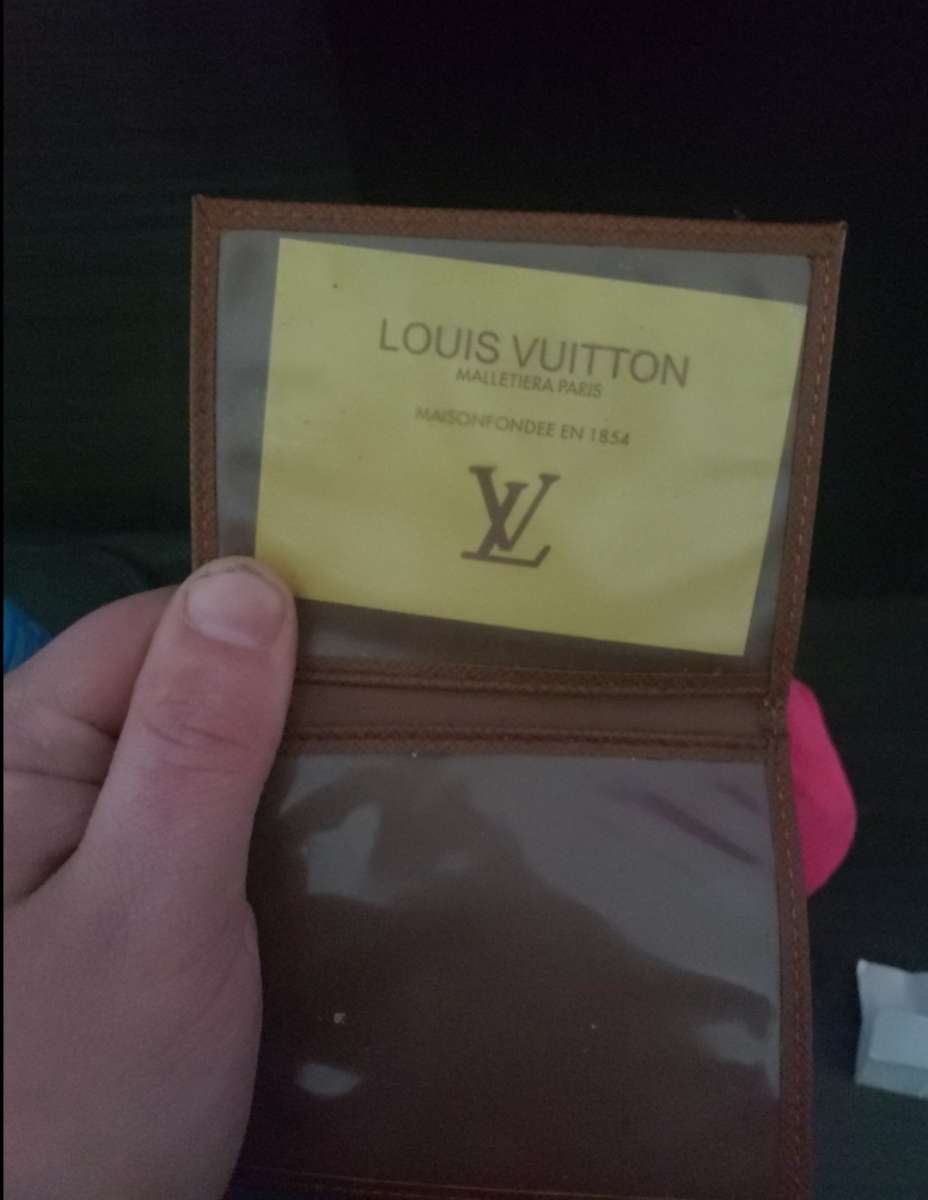 LOUIS VUITTON
MALLETIERA PARIS
MAISONFONDEE EN 1854
LV